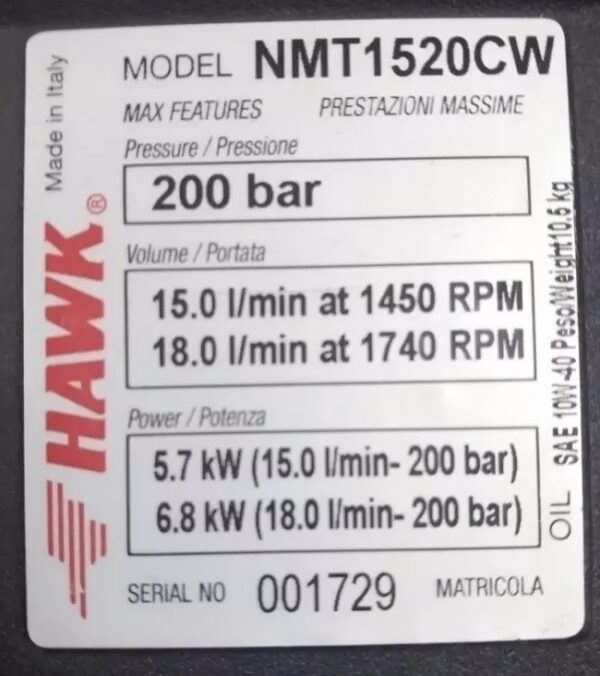 MODEL NMT1520CW
MAX FEATURES PRESTAZIONI MASSIME
Pressure / Pressione
200 bar
Volume / Portata
15.0 l/min at 1450 RPM
18.0 l/min at 1740 RPM
Power / Potenza
5.7 kW (15.0 l/min- 200 bar)
6.8 kW (18.0 l/min- 200 bar)
SERIAL NO 001729 MATRICOLA
HAWK® Made in Italy
OIL SAE 10W-40 Peso/Weight10.5 kg